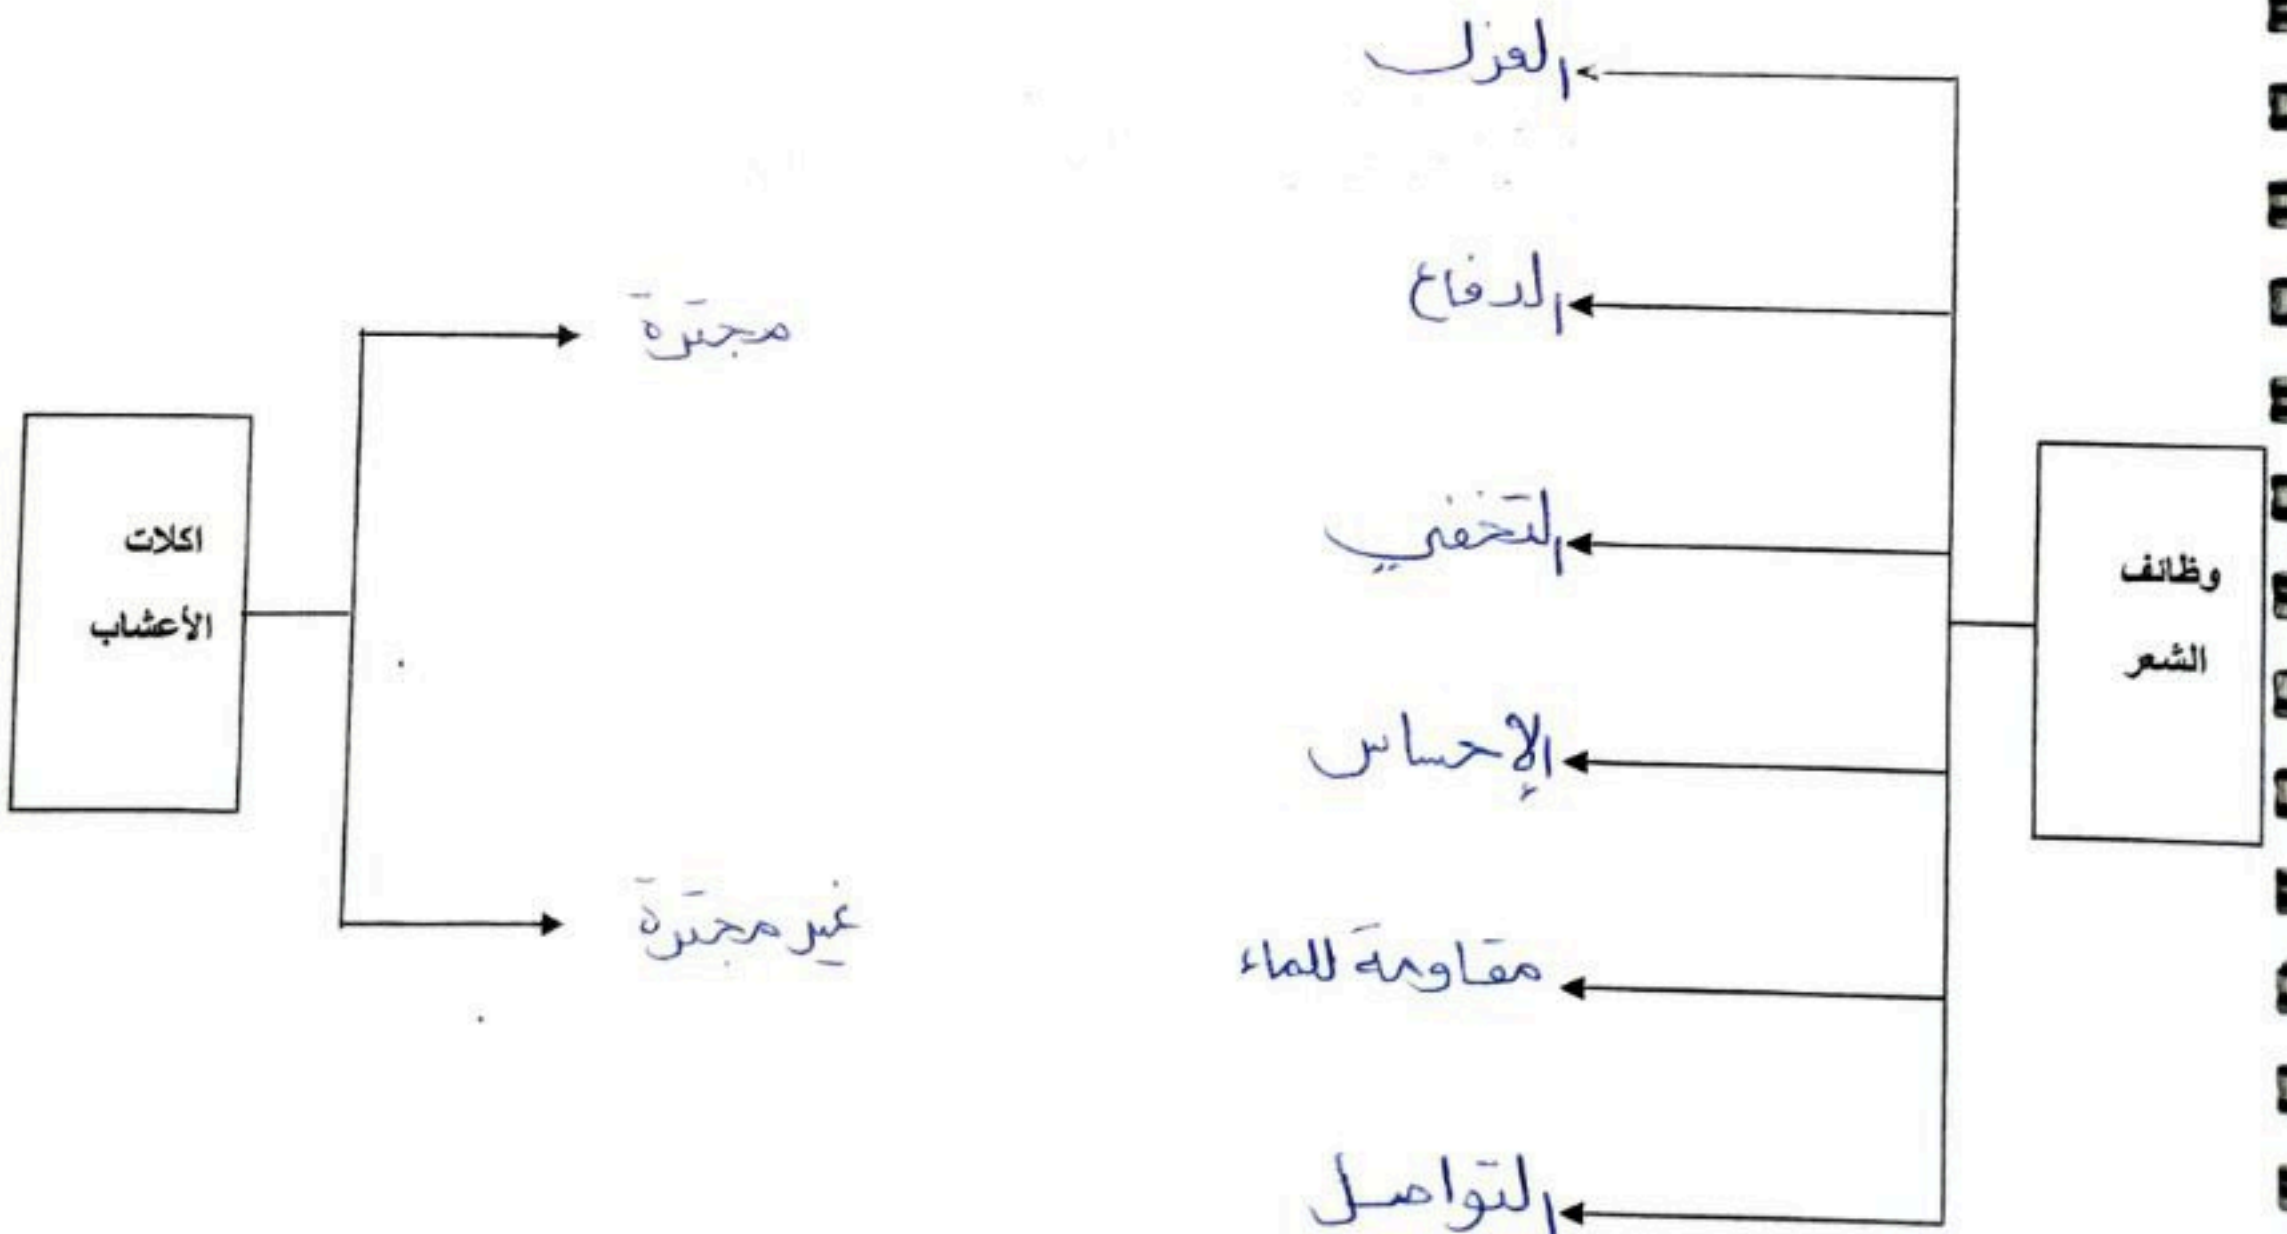 وظائف
الشعر
العزل
الدفاع
التخفي
الإحساس
مقاومة للماء
التواصل
اكلات
الأعشاب
مجترة
غير مجترة